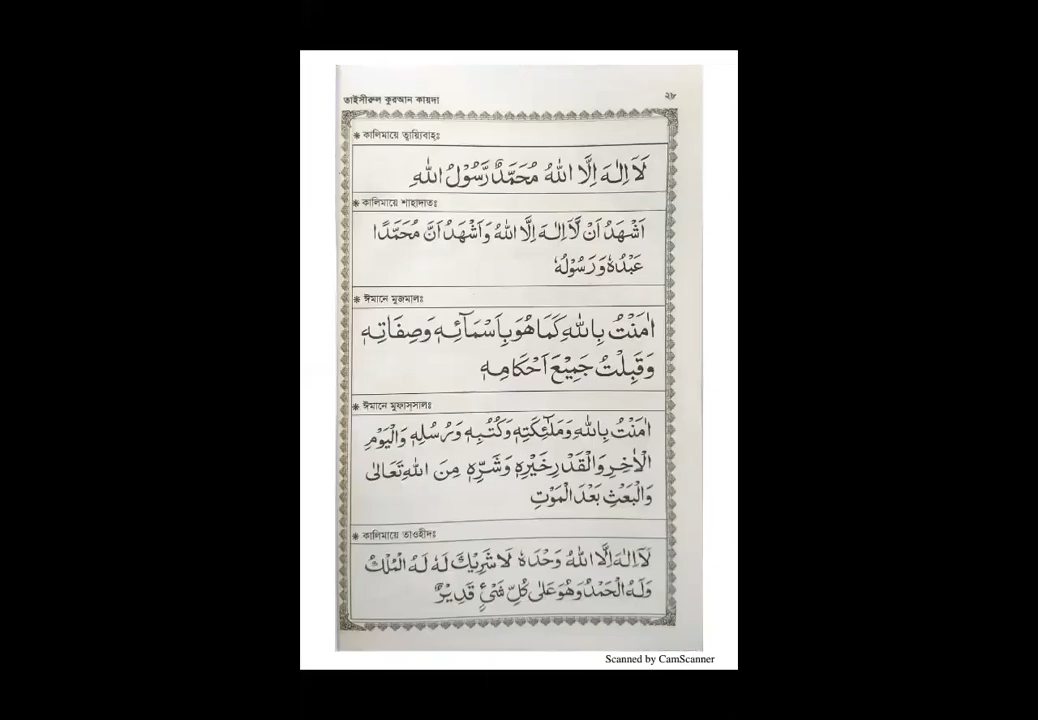 তাইসীরুল কুরআন কায়দা ২৮
❋ কালিমায়ে ত্বায়্যিবাহ্ঃ
لَاۤ اِلٰهَ اِلَّا اللّٰهُ مُحَمَّدٌ رَّسُوْلُ اللّٰهِ
❋ কালিমায়ে শাহাদাতঃ
اَشْهَدُ اَنْ لَّاۤ اِلٰهَ اِلَّا اللّٰهُ وَاَشْهَدُ اَنَّ مُحَمَّدًا
عَبْدُهٗ وَرَسُوْلُهٗ
❋ ঈমানে মুজমালঃ
اٰمَنْتُ بِاللّٰهِ كَمَا هُوَ بِاَسْمَآئِهٖ وَصِفَاتِهٖ
وَقَبِلْتُ جَمِيْعَ اَحْكَامِهٖ
❋ ঈমানে মুফাস্সালঃ
اٰمَنْتُ بِاللّٰهِ وَمَلٰٓئِكَتِهٖ وَكُتُبِهٖ وَرُسُلِهٖ وَالْيَوْمِ
الْاٰخِرِ وَالْقَدْرِ خَيْرِهٖ وَشَرِّهٖ مِنَ اللّٰهِ تَعَالٰى
وَالْبَعْثِ بَعْدَ الْمَوْتِ
❋ কালিমায়ে তাওহীদঃ
لَاۤ اِلٰهَ اِلَّا اللّٰهُ وَحْدَهٗ لَا شَرِيْكَ لَهٗ لَهُ الْمُلْكُ
وَلَهُ الْحَمْدُ وَهُوَ عَلٰى كُلِّ شَيْئٍ قَدِيْرٌ
Scanned by CamScanner